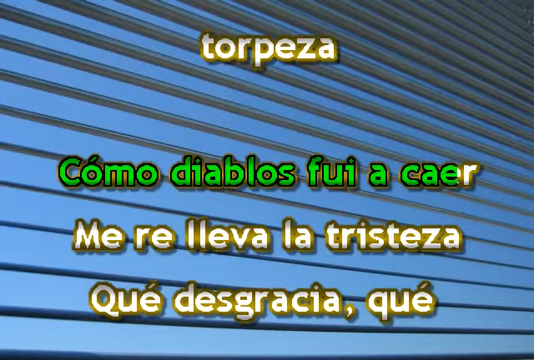 torpeza
Cómo diablos fui a caer
Me re lleva la tristeza
Qué desgracia, qué